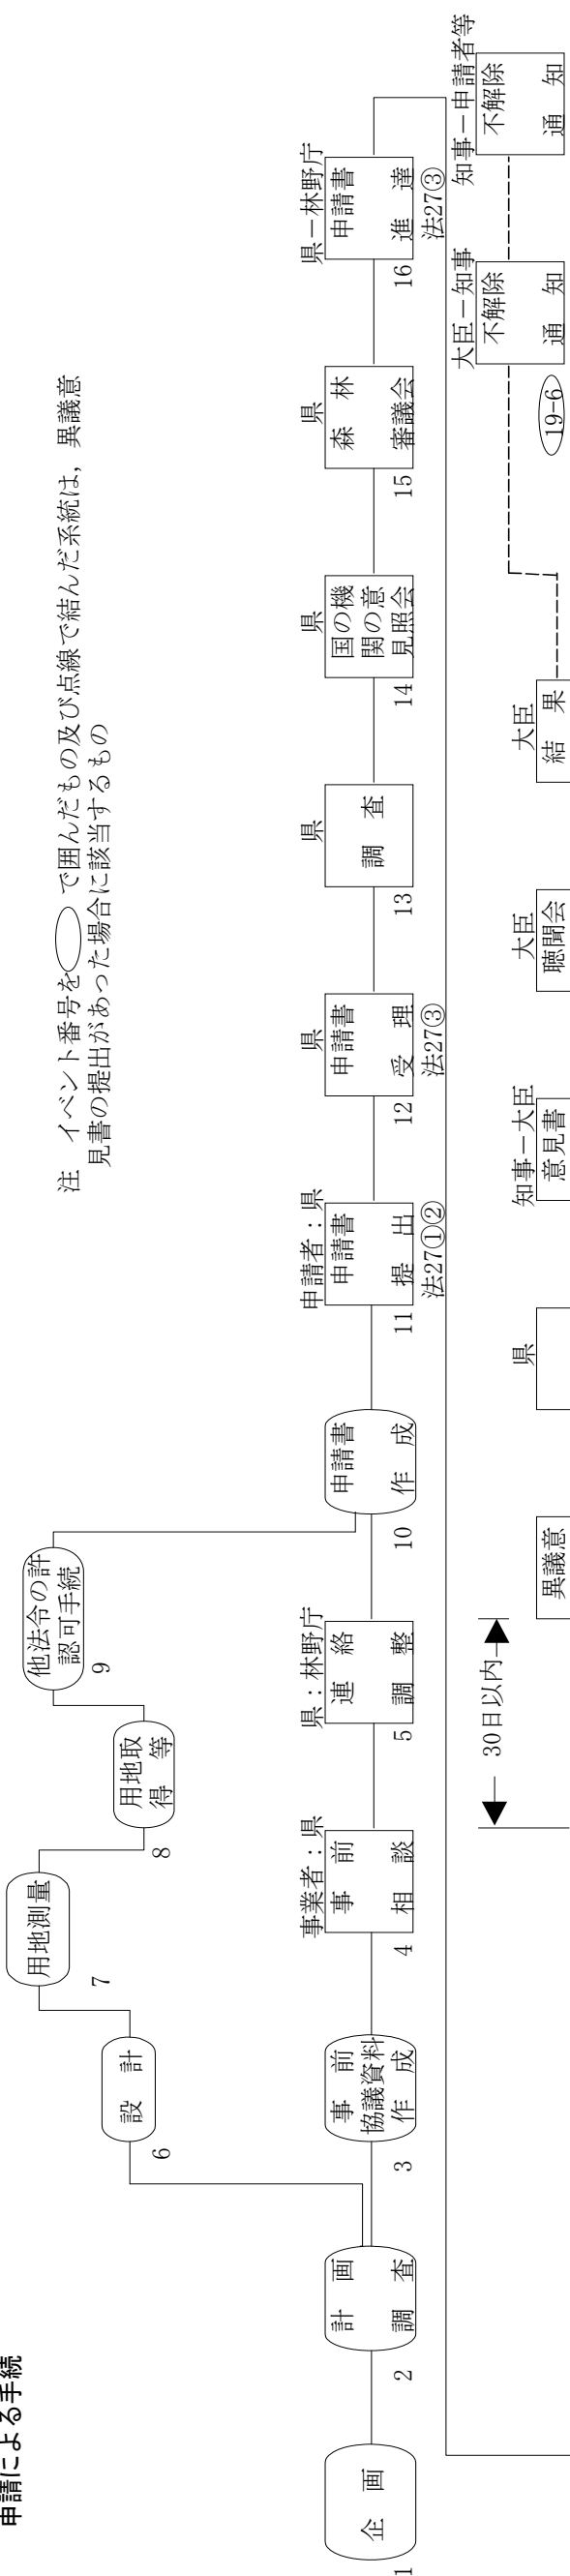 申請による手続
注　イベント番号を で囲んだもの及び点線で結んだ系統は，異議意
見書の提出があった場合に該当するもの
1
企　画
2
計　画
調　査
3
事　前
協議資料
作　成
事業者：県
4
事　前
相　談
県：林野庁
5
連　絡
調　整
6
設　計
7
用地測量
8
用地取
得　等
9
他法令の許
認可手続
10
申請書
作　成
申請者：県
11
申請書
提　出
法27①②
県
12
申請書
受　理
法27③
県
13
調　査
県
14
国の機
関の意
見照会
県
15
森　林
審議会
県－林野庁
16
申請書
進　達
法27③
30日以内
異議意
県
知事－大臣
意見書
大臣
聴聞会
大臣
結　果
大臣－知事
不解除
通　知
19-6
知事－申請者等
不解除
通　知